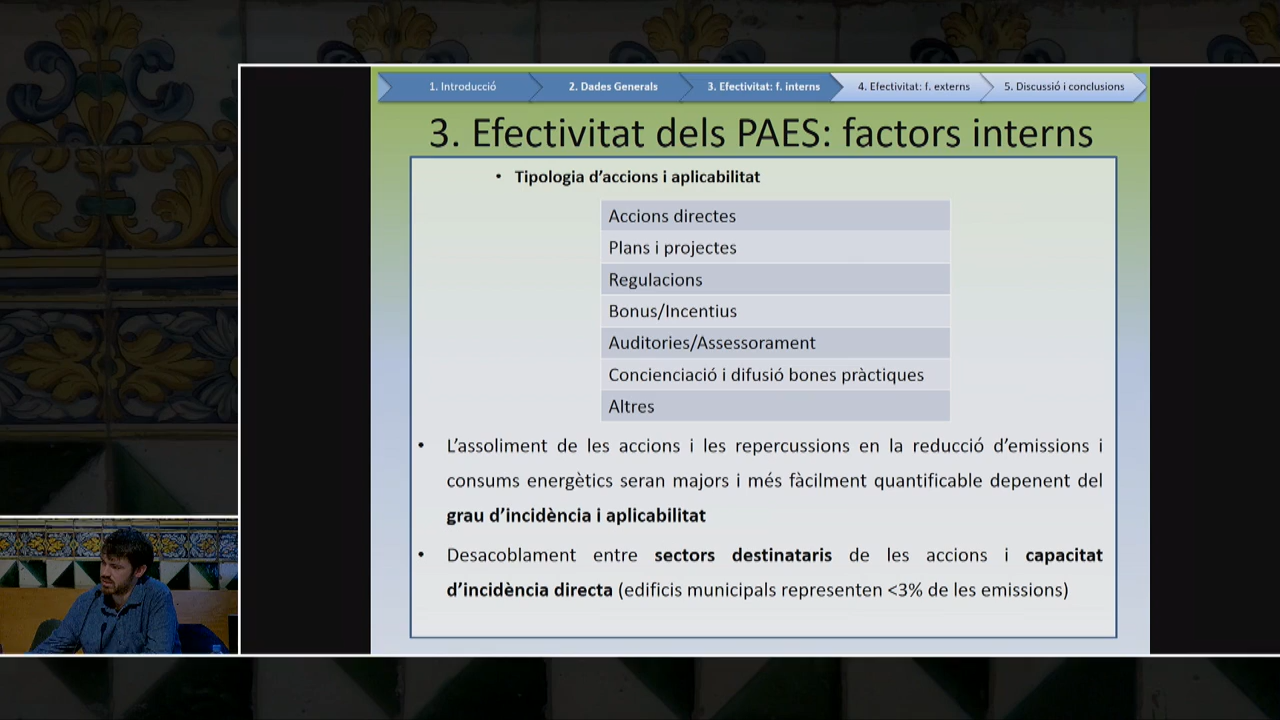 1. Introducció
2. Dades Generals
3. Efectivitat: f. interns
4. Efectivitat: f. externs
5. Discussió i conclusions
3. Efectivitat dels PAES: factors interns
• Tipologia d’accions i aplicabilitat
Accions directes
Plans i projectes
Regulacions
Bonus/Incentius
Auditories/Assessorament
Concienciació i difusió bones pràctiques
Altres
• L’assoliment de les accions i les repercussions en la reducció d’emissions i
consums energètics seran majors i més fàcilment quantificable depenent del
grau d’incidència i aplicabilitat
• Desacoblament entre sectors destinataris de les accions i capacitat
d’incidència directa (edificis municipals representen <3% de les emissions)